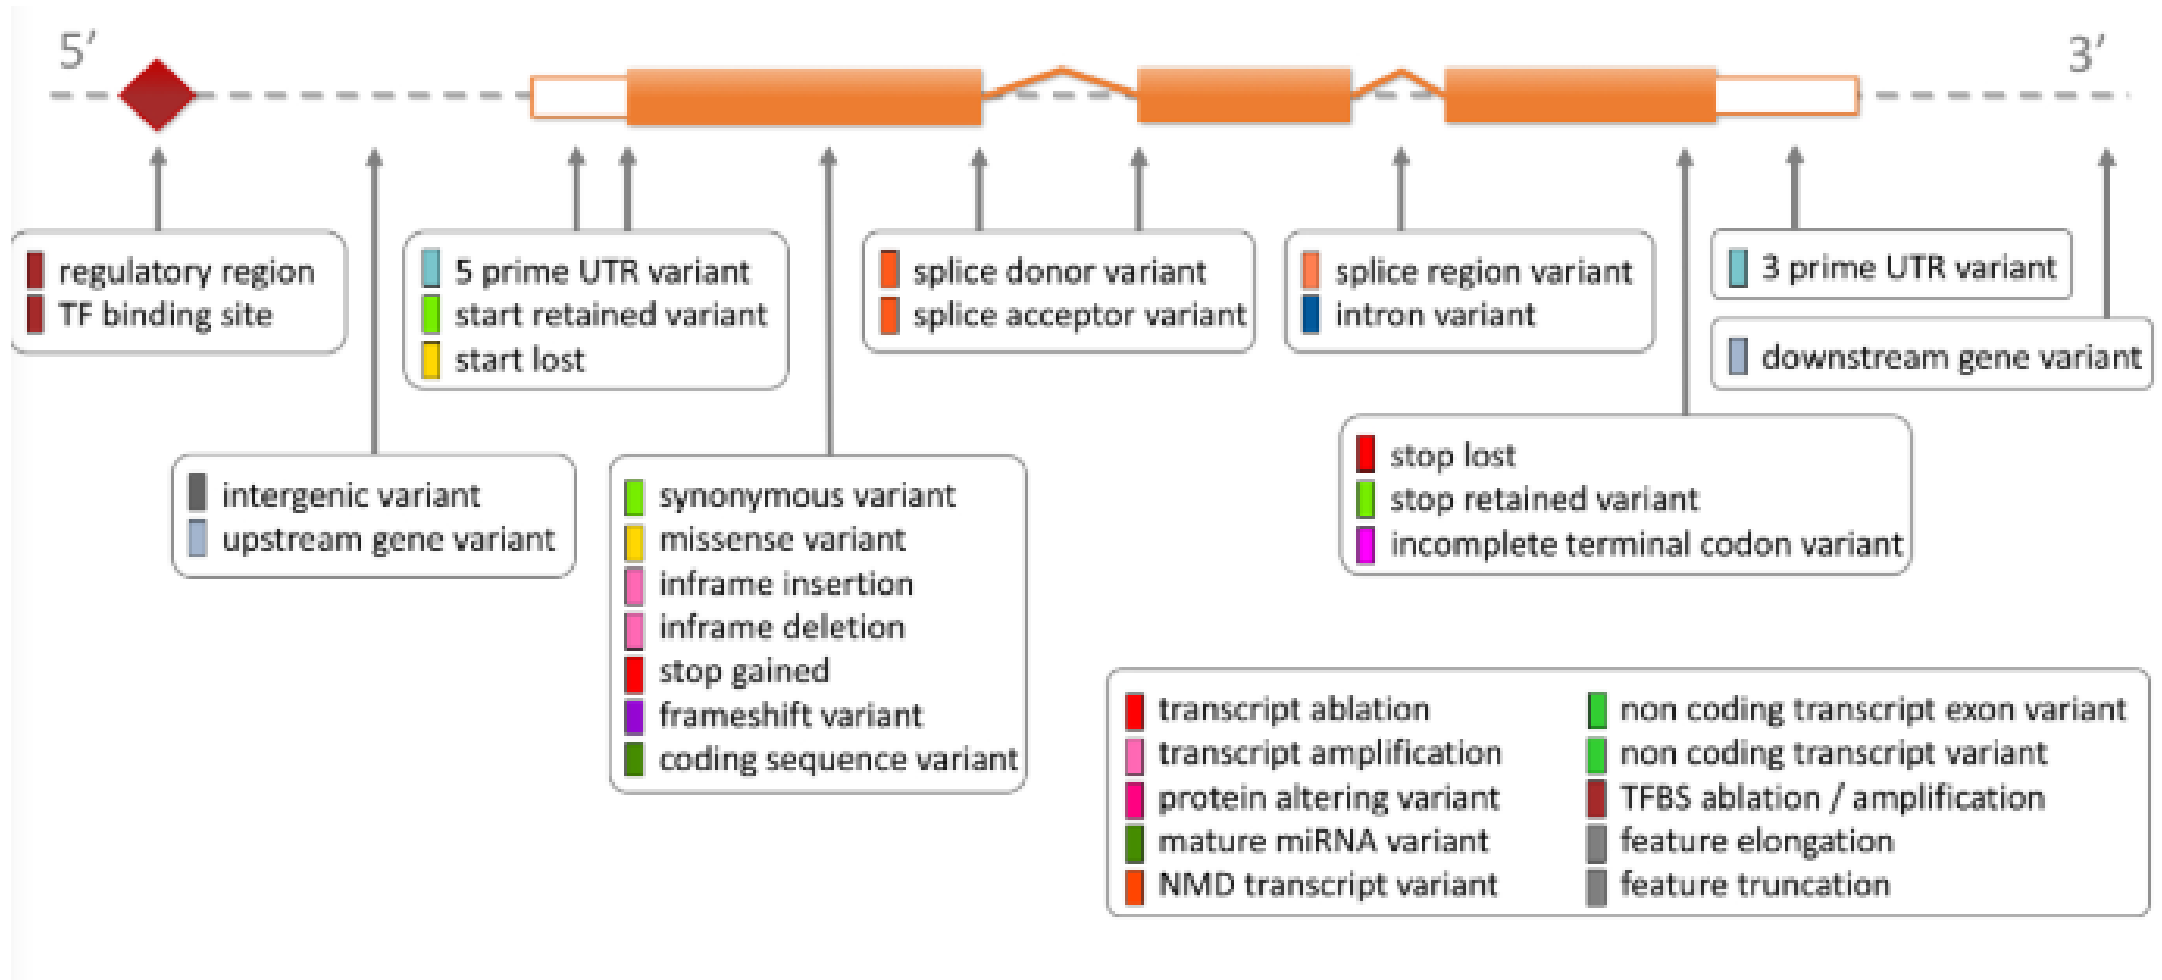 5′
3′
regulatory region
TF binding site
5 prime UTR variant
start retained variant
start lost
splice donor variant
splice acceptor variant
splice region variant
intron variant
3 prime UTR variant
downstream gene variant
intergenic variant
upstream gene variant
synonymous variant
missense variant
inframe insertion
inframe deletion
stop gained
frameshift variant
coding sequence variant
stop lost
stop retained variant
incomplete terminal codon variant
transcript ablation
transcript amplification
protein altering variant
mature miRNA variant
NMD transcript variant
non coding transcript exon variant
non coding transcript variant
TFBS ablation / amplification
feature elongation
feature truncation